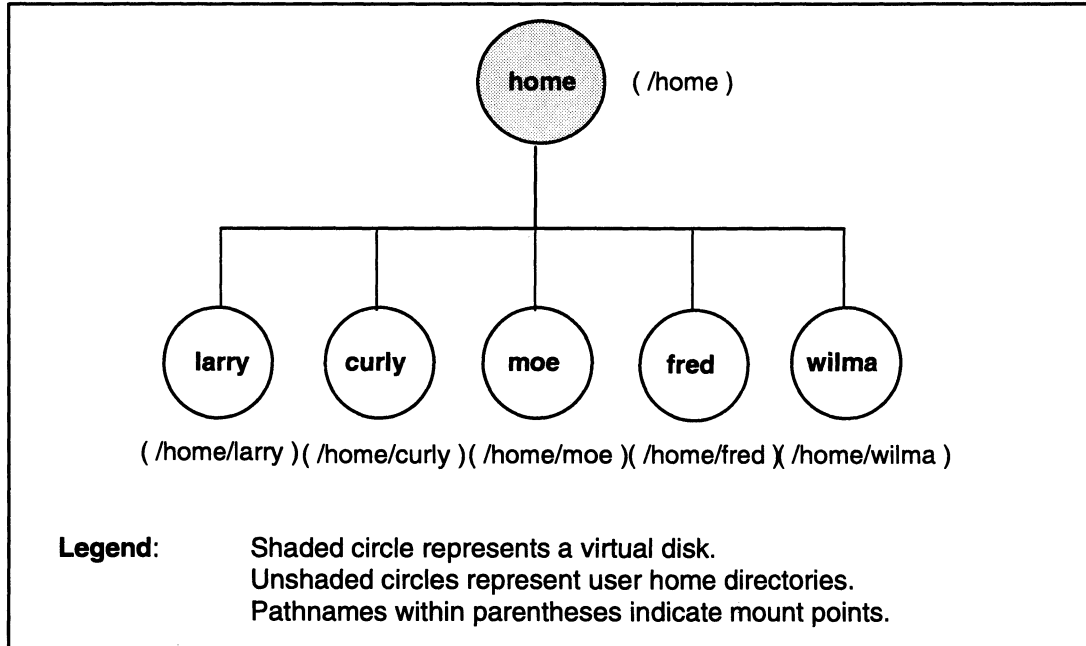 home ( /home )
larry curly moe fred wilma
( /home/larry ) ( /home/curly ) ( /home/moe ) ( /home/fred ) ( /home/wilma )
Legend: Shaded circle represents a virtual disk.
Unshaded circles represent user home directories.
Pathnames within parentheses indicate mount points.